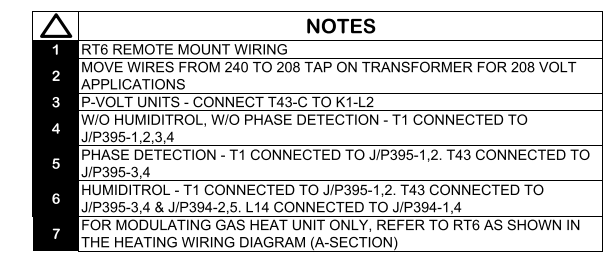 NOTES
1 RT6 REMOTE MOUNT WIRING
2 MOVE WIRES FROM 240 TO 208 TAP ON TRANSFORMER FOR 208 VOLT
APPLICATIONS
3 P-VOLT UNITS - CONNECT T43-C TO K1-L2
4 W/O HUMIDITROL, W/O PHASE DETECTION - T1 CONNECTED TO
J/P395-1,2,3,4
5 PHASE DETECTION - T1 CONNECTED TO J/P395-1,2. T43 CONNECTED TO
J/P395-3,4
6 HUMIDITROL - T1 CONNECTED TO J/P395-1,2. T43 CONNECTED TO
J/P395-3,4 & J/P394-2,5. L14 CONNECTED TO J/P394-1,4
7 FOR MODULATING GAS HEAT UNIT ONLY, REFER TO RT6 AS SHOWN IN
THE HEATING WIRING DIAGRAM (A-SECTION)